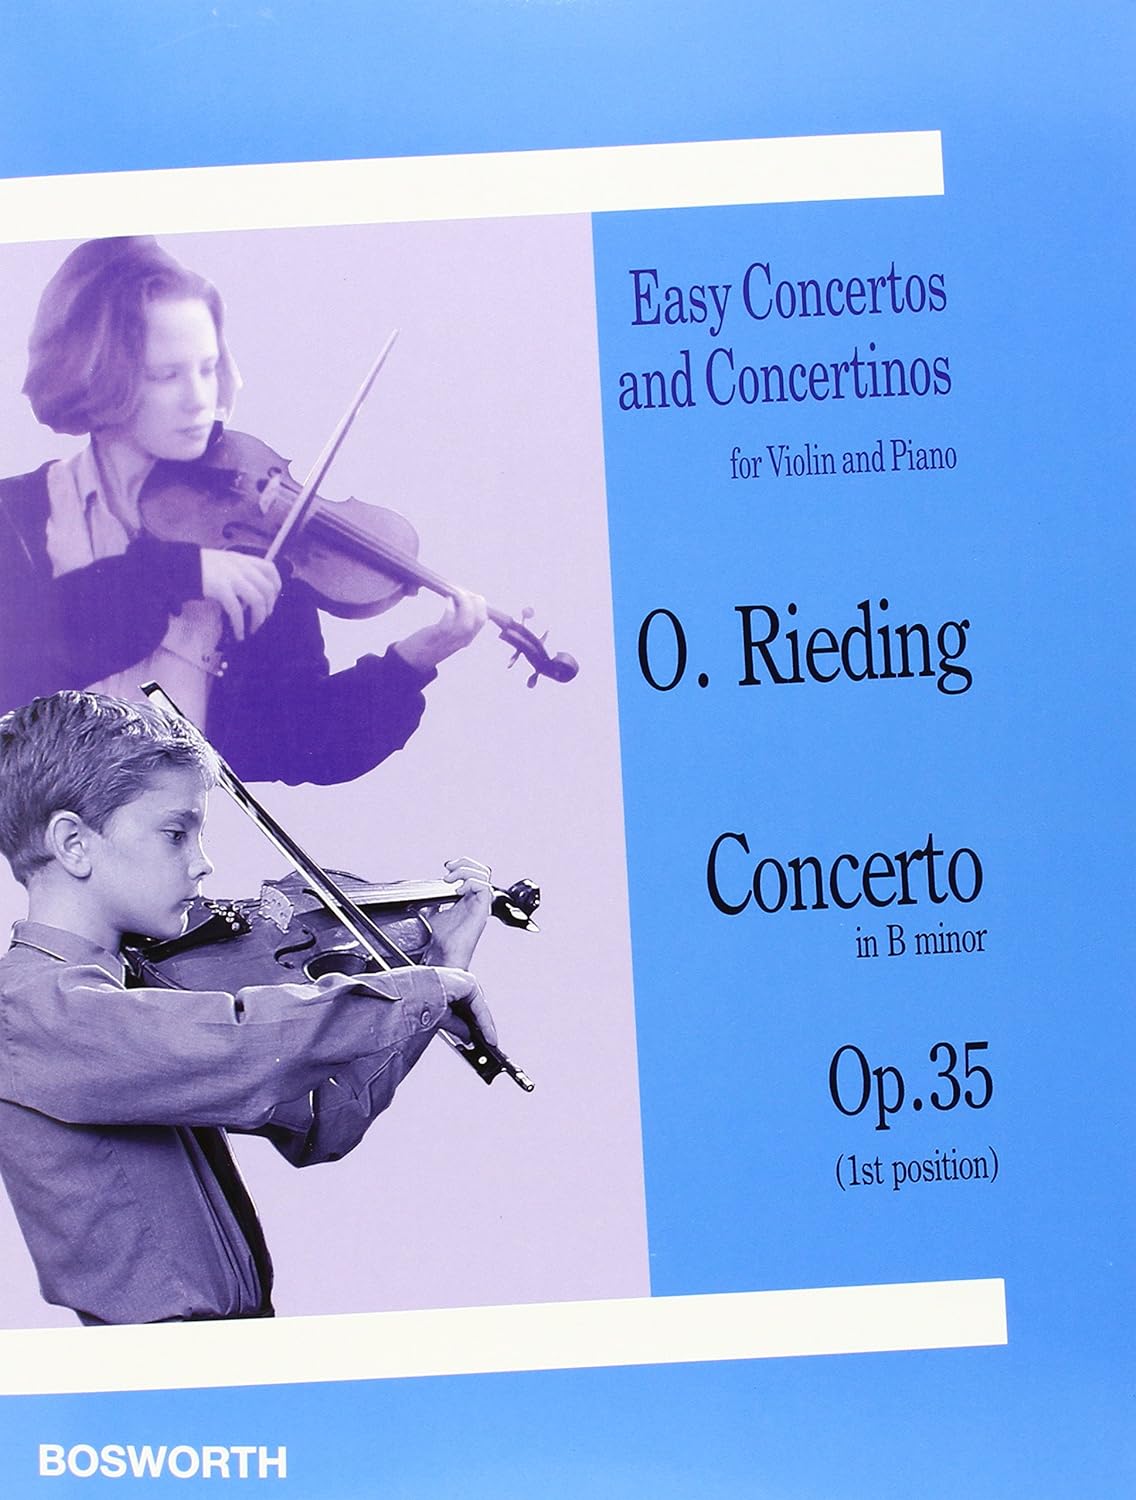 Easy Concertos
and Concertinos
for Violin and Piano
O. Rieding
Concerto
in B minor
Op.35
(1st position)
BOSWORTH